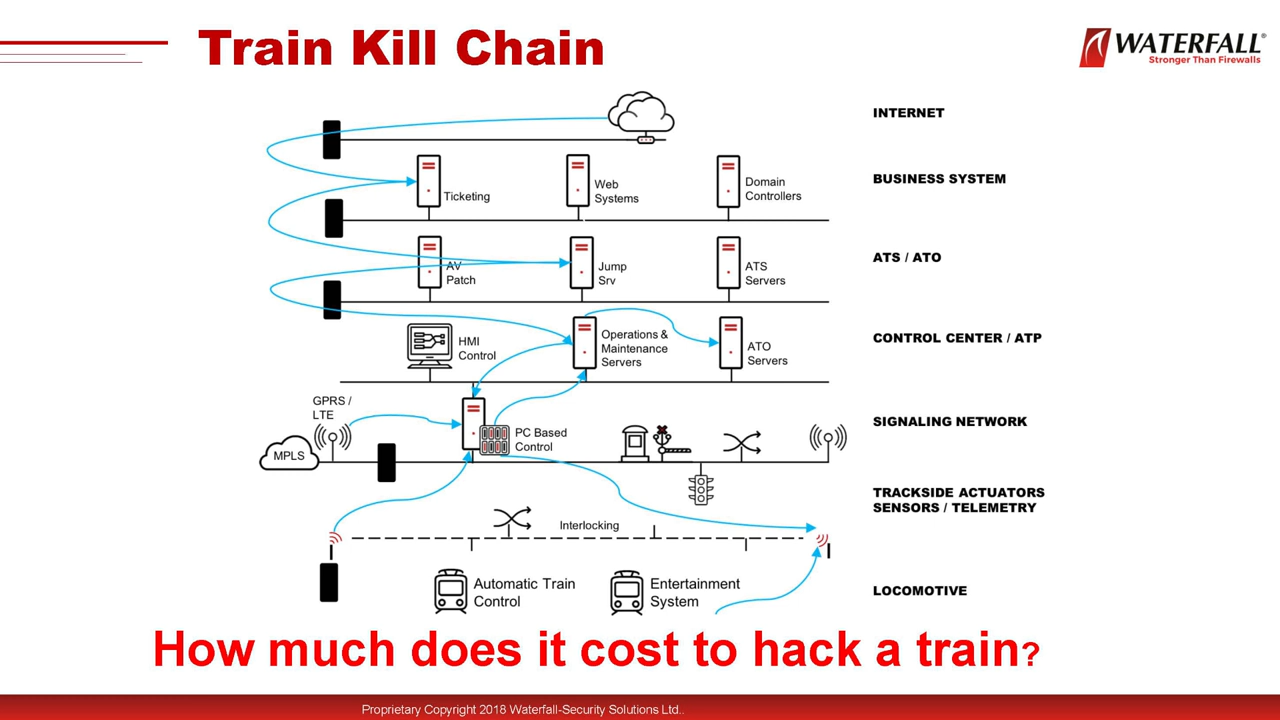 Train Kill Chain
WATERFALL®
Stronger Than Firewalls
INTERNET
Ticketing
Web
Systems
Domain
Controllers
BUSINESS SYSTEM
AV
Patch
Jump
Srv
ATS
Servers
ATS / ATO
HMI
Control
Operations &
Maintenance
Servers
ATO
Servers
CONTROL CENTER / ATP
GPRS /
LTE
MPLS
PC Based
Control
SIGNALING NETWORK
TRACKSIDE ACTUATORS
SENSORS / TELEMETRY
Interlocking
Automatic Train
Control
Entertainment
System
LOCOMOTIVE
How much does it cost to hack a train?
Proprietary Copyright 2018 Waterfall-Security Solutions Ltd..